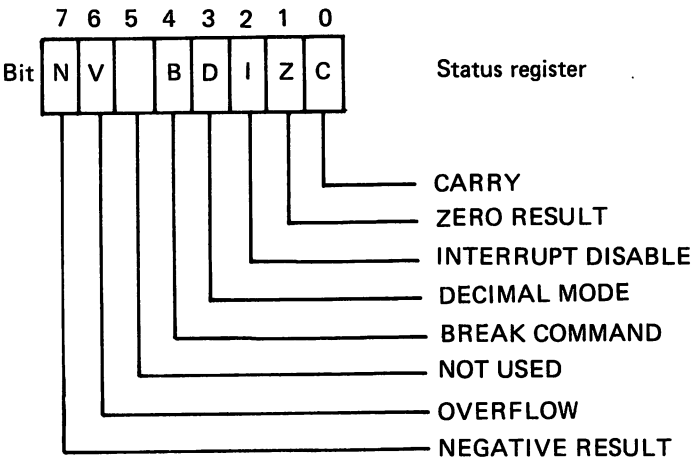 7 6 5 4 3 2 1 0
Bit N V B D I Z C Status register
CARRY
ZERO RESULT
INTERRUPT DISABLE
DECIMAL MODE
BREAK COMMAND
NOT USED
OVERFLOW
NEGATIVE RESULT